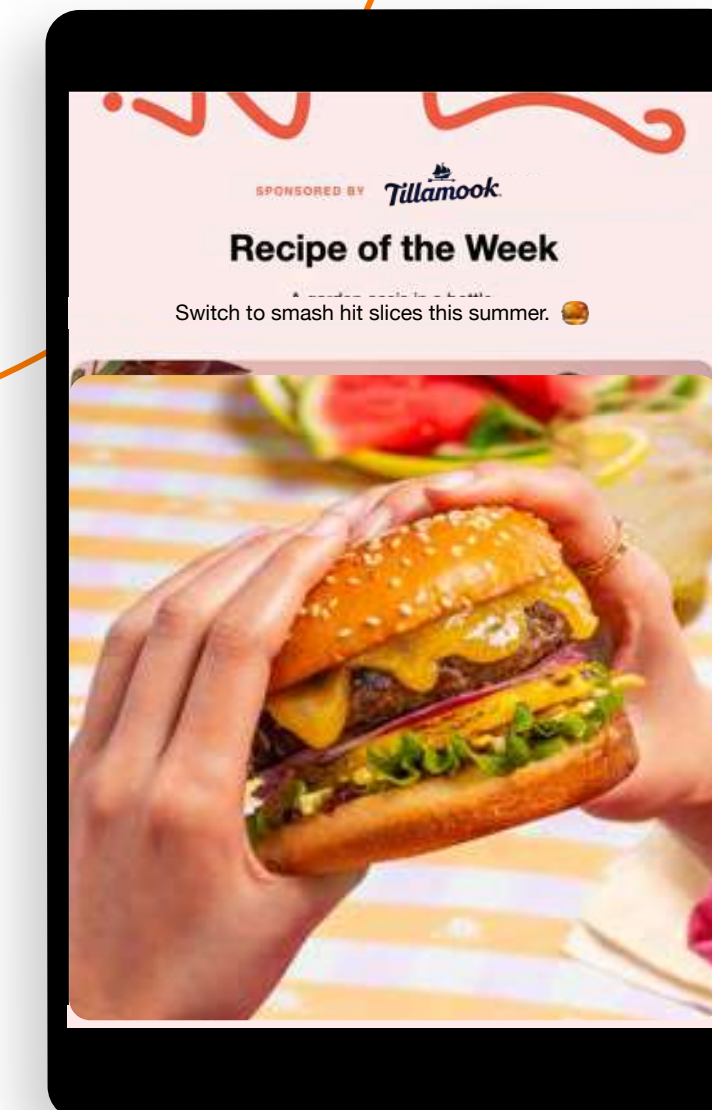 SPONSORED BY Tillamook
Recipe of the Week
Switch to smash hit slices this summer. 🍔